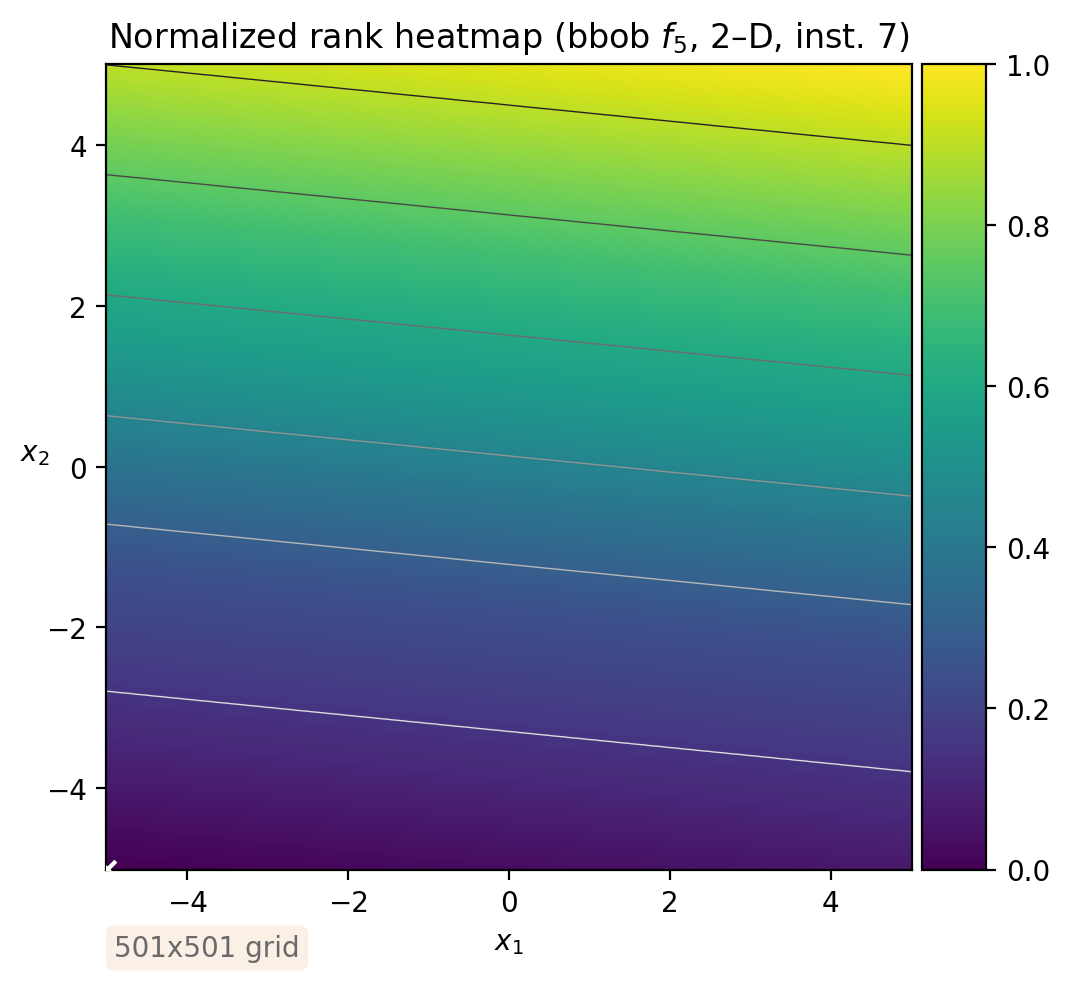 Normalized rank heatmap (bbob f₅, 2–D, inst. 7)
1.0
0.8
0.6
0.4
0.2
0.0
4
2
0
−2
−4
x₂
−4 −2 0 2 4
x₁
501x501 grid